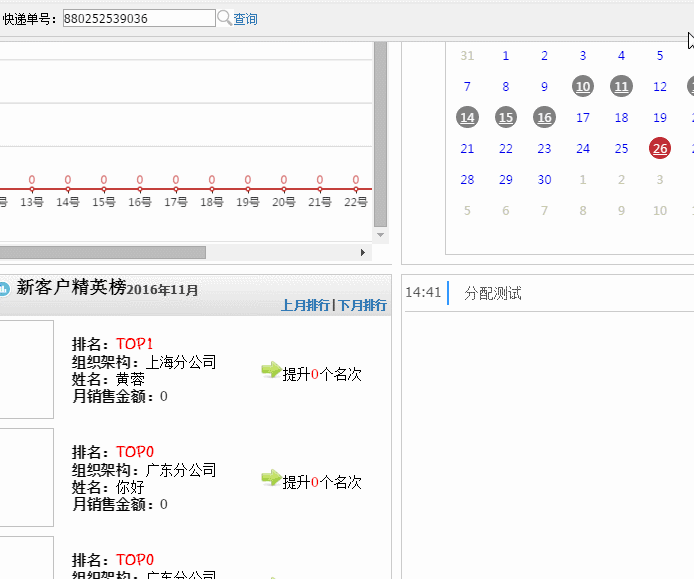 快递单号：880252539036 查询
0 0 0 0 0 0 0 0 0 0
号 13号 14号 15号 16号 17号 18号 19号 20号 21号 22号
31 1 2 3 4 5
7 8 9 10 11 12
14 15 16 17 18 19
21 22 23 24 25 26
28 29 30 1 2 3
5 6 7 8 9 10
新客户精英榜2016年11月
上月排行|下月排行
排名：TOP1
组织架构：上海分公司
姓名：黄蓉
月销售金额：0
提升0个名次
排名：TOP0
组织架构：广东分公司
姓名：你好
月销售金额：0
提升0个名次
排名：TOP0
组织架构：广东分公司
14:41 分配测试